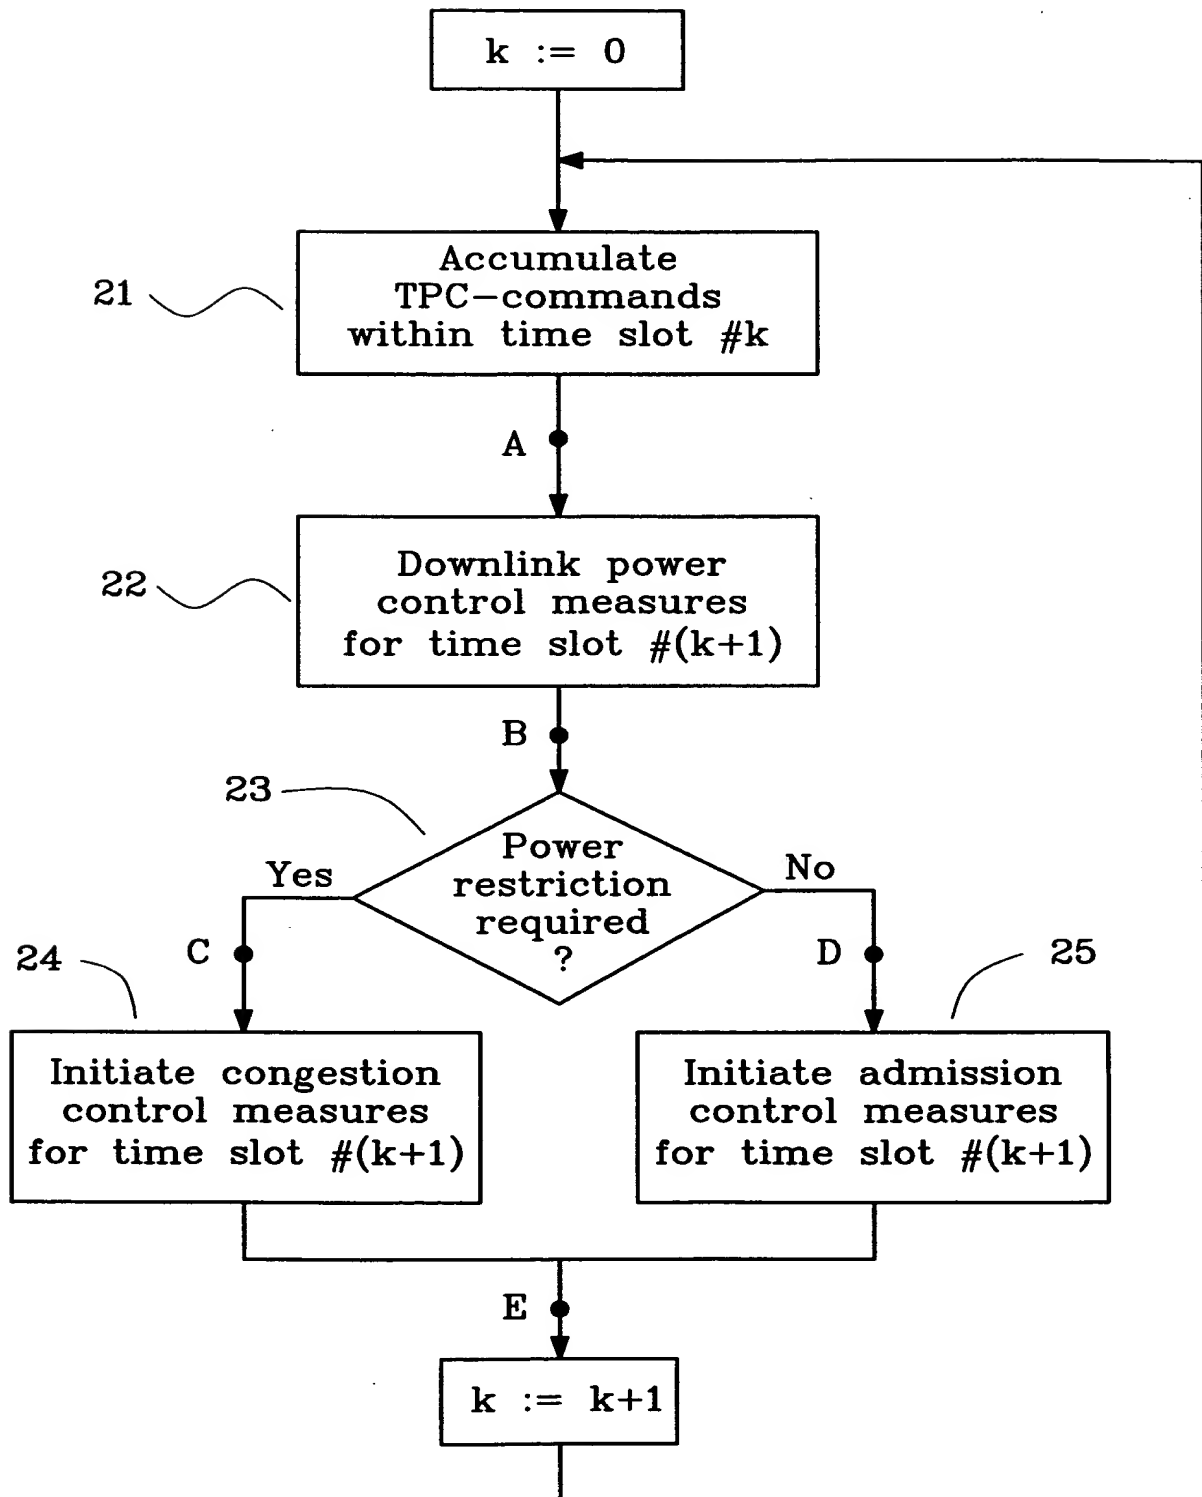 k := 0
21
Accumulate
TPC-commands
within time slot #k
A
22
Downlink power
control measures
for time slot #(k+1)
B
23
Power
restriction
required
?
Yes
No
C
D
24
25
Initiate congestion
control measures
for time slot #(k+1)
Initiate admission
control measures
for time slot #(k+1)
E
k := k+1